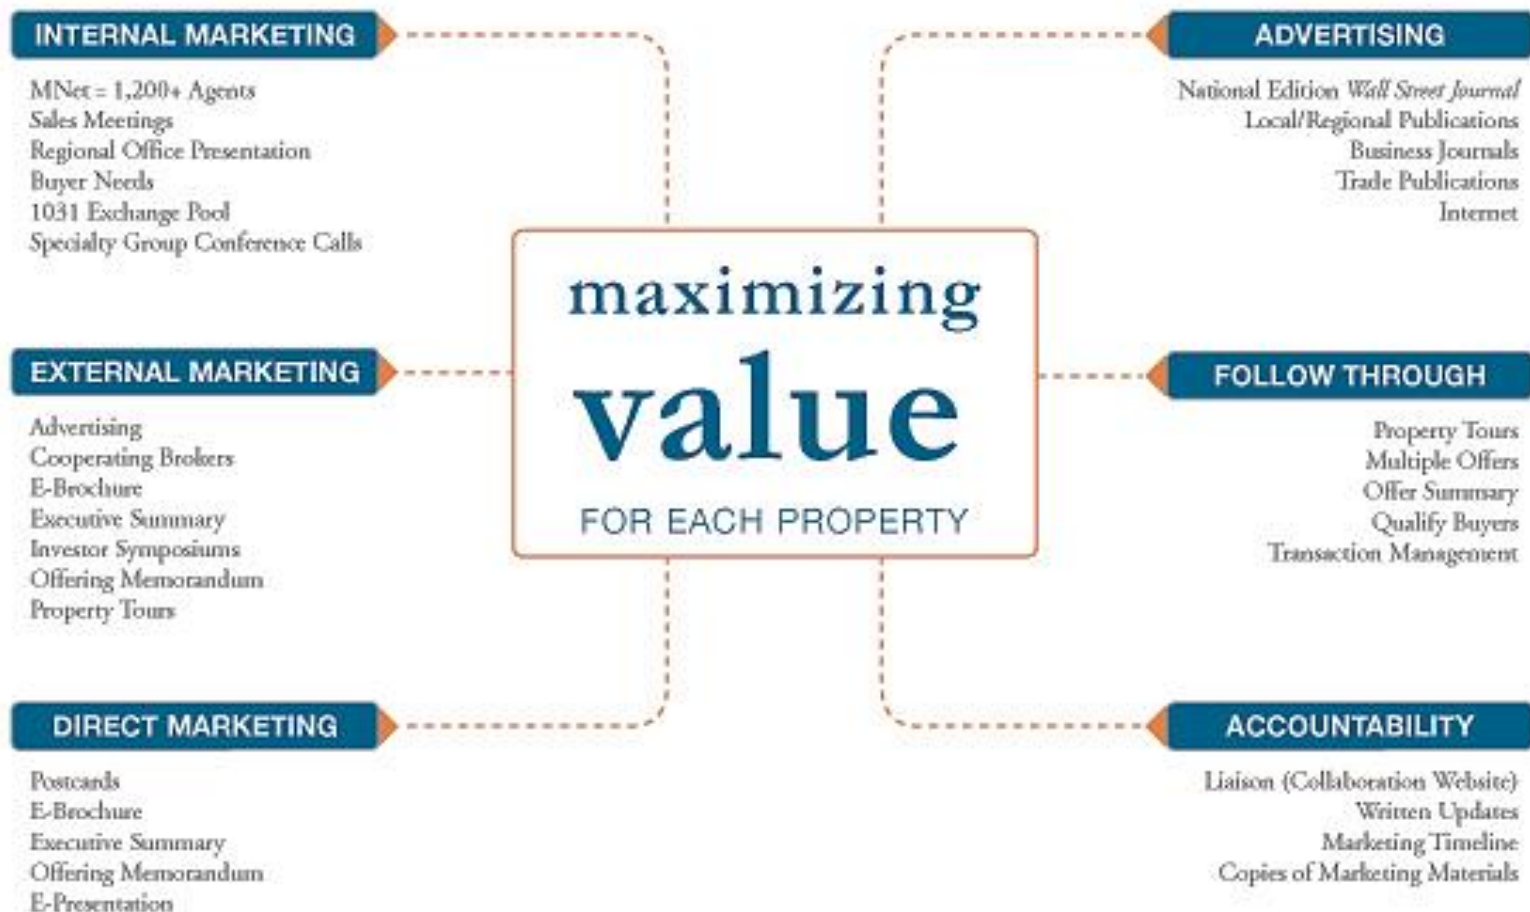 INTERNAL MARKETING
MNet = 1,200+ Agents
Sales Meetings
Regional Office Presentation
Buyer Needs
1031 Exchange Pool
Specialty Group Conference Calls
EXTERNAL MARKETING
Advertising
Cooperating Brokers
E-Brochure
Executive Summary
Investor Symposiums
Offering Memorandum
Property Tours
DIRECT MARKETING
Postcards
E-Brochure
Executive Summary
Offering Memorandum
E-Presentation
maximizing
value
FOR EACH PROPERTY
ADVERTISING
National Edition Wall Street Journal
Local/Regional Publications
Business Journals
Trade Publications
Internet
FOLLOW THROUGH
Property Tours
Multiple Offers
Offer Summary
Qualify Buyers
Transaction Management
ACCOUNTABILITY
Liaison (Collaboration Website)
Written Updates
Marketing Timeline
Copies of Marketing Materials